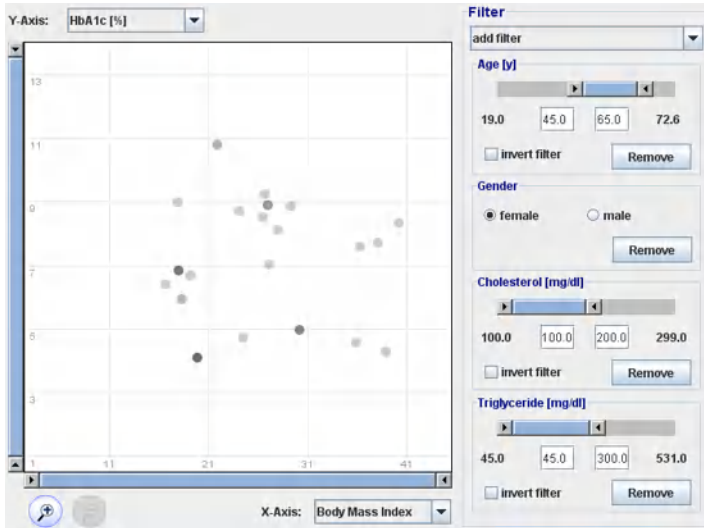 Y-Axis: HbA1c [%]
13
11
9
7
5
3
1 11 21 31 41
X-Axis: Body Mass Index
Filter
add filter
Age [y]
19.0 45.0 65.0 72.6
invert filter Remove
Gender
female male
Remove
Cholesterol [mg/dl]
100.0 100.0 200.0 299.0
invert filter Remove
Triglyceride [mg/dl]
45.0 45.0 300.0 531.0
invert filter Remove